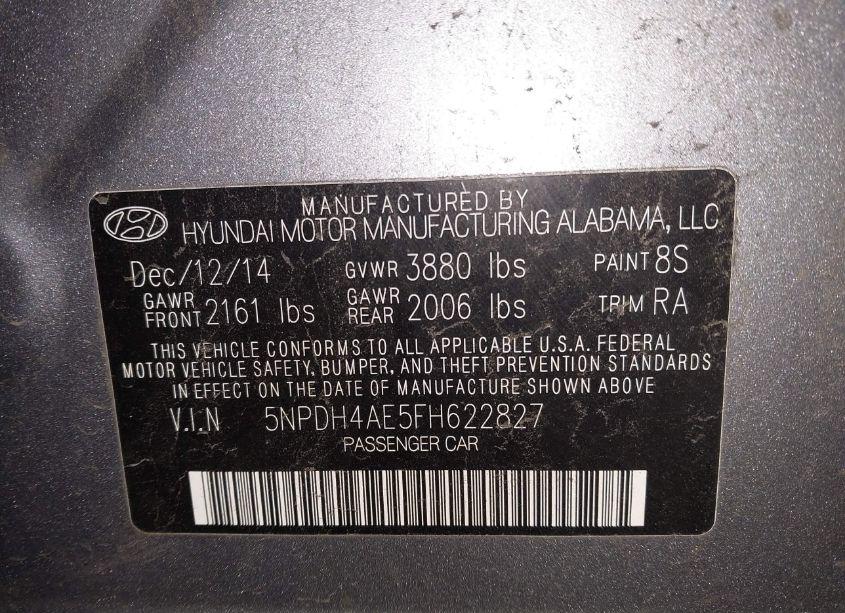 MANUFACTURED BY
HYUNDAI MOTOR MANUFACTURING ALABAMA, LLC
Dec/12/14 GVWR 3880 lbs PAINT 8S
GAWR FRONT 2161 lbs GAWR REAR 2006 lbs TRIM RA
THIS VEHICLE CONFORMS TO ALL APPLICABLE U.S.A. FEDERAL
MOTOR VEHICLE SAFETY, BUMPER, AND THEFT PREVENTION STANDARDS
IN EFFECT ON THE DATE OF MANUFACTURE SHOWN ABOVE
V.I.N 5NPDH4AE5FH622827
PASSENGER CAR